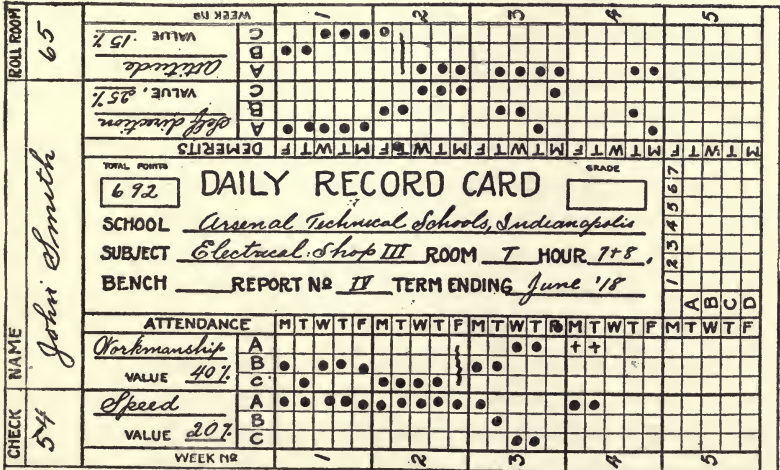 ROLL ROOM
65
NAME
John Smith
CHECK
54
WEEK Nº 1 2 3 4 5
Attitude
VALUE .15%
A
B
C
Self direction
VALUE, 25%
A
B
C
DEMERITS F T W T M F T W T M F T W T M F T W T M F T W T M
TOTAL POINTS
692
DAILY RECORD CARD
GRADE
SCHOOL Arsenal Technical Schools, Indianapolis
SUBJECT Electrical Shop III ROOM T HOUR 7+8.
BENCH REPORT Nº IV TERM ENDING June '18
1 2 3 4 5 6 7
A B C D
ATTENDANCE M T W T F M T W T F M T W T F M T W T F M T W T F
Workmanship
VALUE 40%
A
B
C
Speed
VALUE 20%
A
B
C
WEEK Nº 1 2 3 4 5